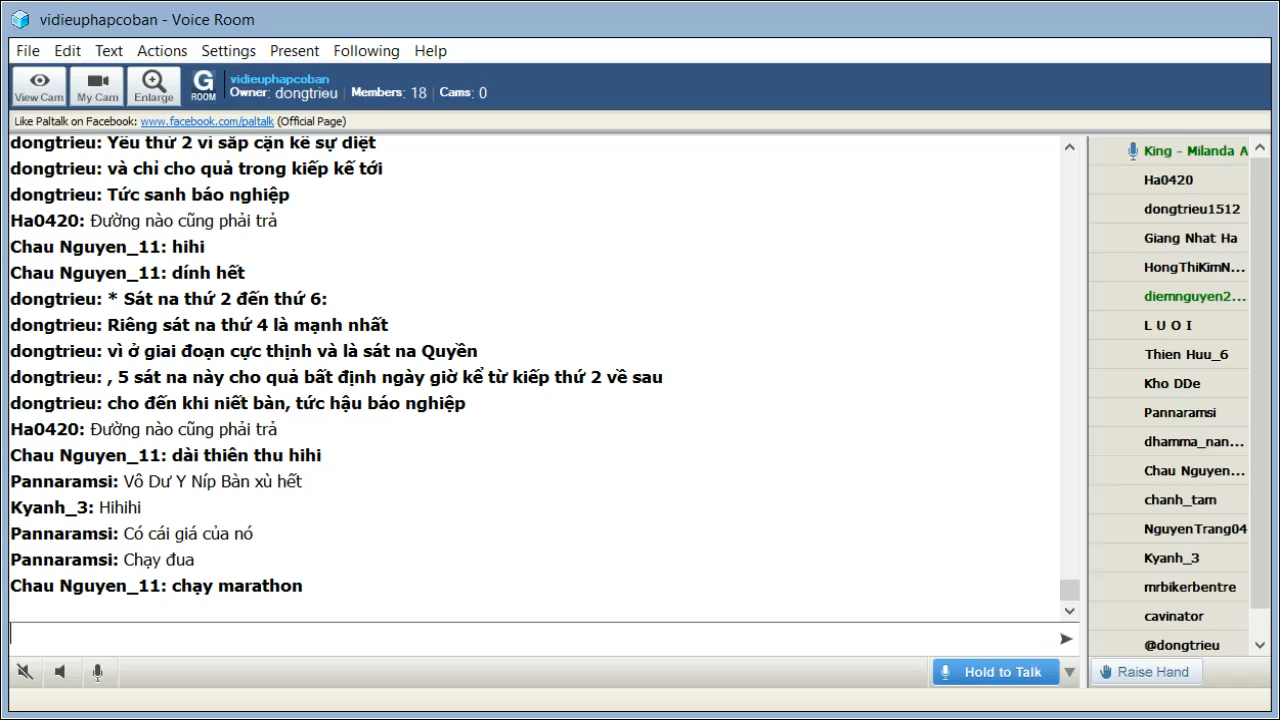 vidieuphapcoban - Voice Room
File Edit Text Actions Settings Present Following Help
View Cam My Cam Enlarge G ROOM vidieuphapcoban
Owner: dongtrieu | Members: 18 | Cams: 0
Like Paltalk on Facebook: www.facebook.com/paltalk (Official Page)
dongtrieu: Yếu thứ 2 vì sắp cận kề sự diệt
dongtrieu: và chỉ cho quả trong kiếp kế tới
dongtrieu: Tức sanh báo nghiệp
Ha0420: Đường nào cũng phải trả
Chau Nguyen_11: hihi
Chau Nguyen_11: dính hết
dongtrieu: * Sát na thứ 2 đến thứ 6:
dongtrieu: Riêng sát na thứ 4 là mạnh nhất
dongtrieu: vì ở giai đoạn cực thịnh và là sát na Quyền
dongtrieu: , 5 sát na này cho quả bất định ngày giờ kể từ kiếp thứ 2 về sau
dongtrieu: cho đến khi niết bàn, tức hậu báo nghiệp
Ha0420: Đường nào cũng phải trả
Chau Nguyen_11: dài thiên thu hihi
Pannaramsi: Vô Dư Y Níp Bàn xù hết
Kyanh_3: Hihihi
Pannaramsi: Có cái giá của nó
Pannaramsi: Chạy đua
Chau Nguyen_11: chạy marathon
King - Milanda A
Ha0420
dongtrieu1512
Giang Nhat Ha
HongThiKimN...
diemnguyen2...
L U O I
Thien Huu_6
Kho DDe
Pannaramsi
dhamma_nan...
Chau Nguyen...
chanh_tam
NguyenTrang04
Kyanh_3
mrbikerbentre
cavinator
@dongtrieu
Hold to Talk
Raise Hand